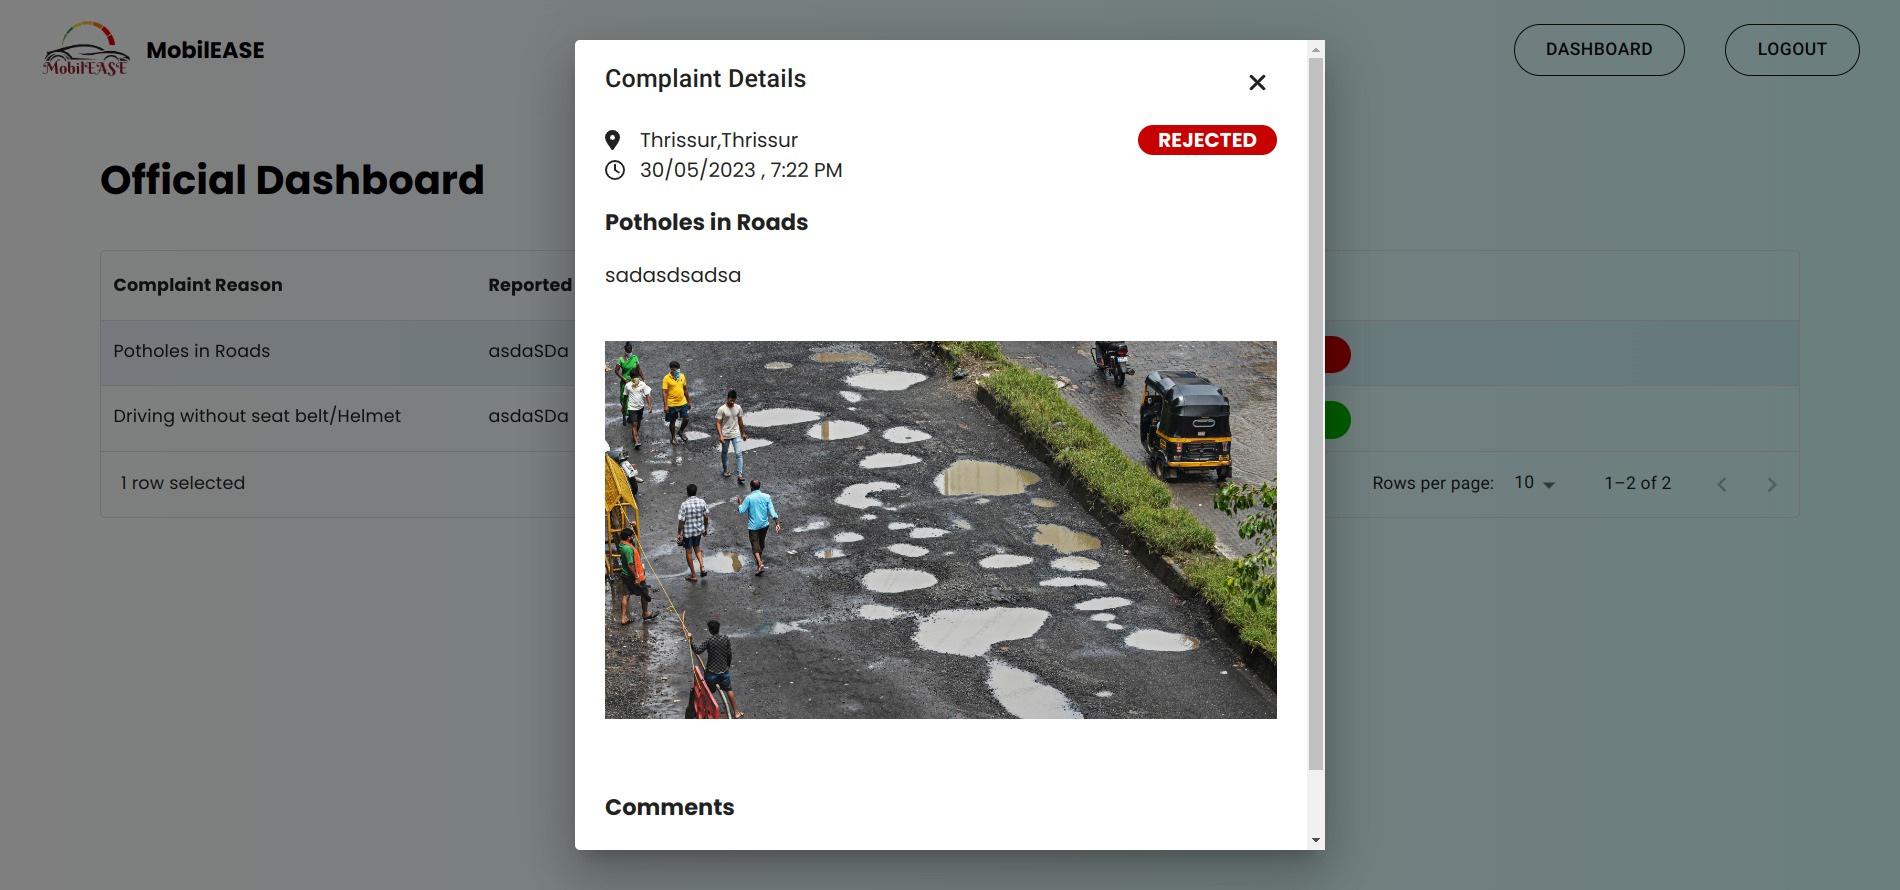 MobilEASE
MobilEASE
DASHBOARD
LOGOUT
Official Dashboard
Complaint Reason
Reported
Potholes in Roads
asdaSDa
Driving without seat belt/Helmet
asdaSDa
1 row selected
Rows per page:
10
1–2 of 2
Complaint Details
Thrissur,Thrissur
REJECTED
30/05/2023 , 7:22 PM
Potholes in Roads
sadasdsadsa
Comments